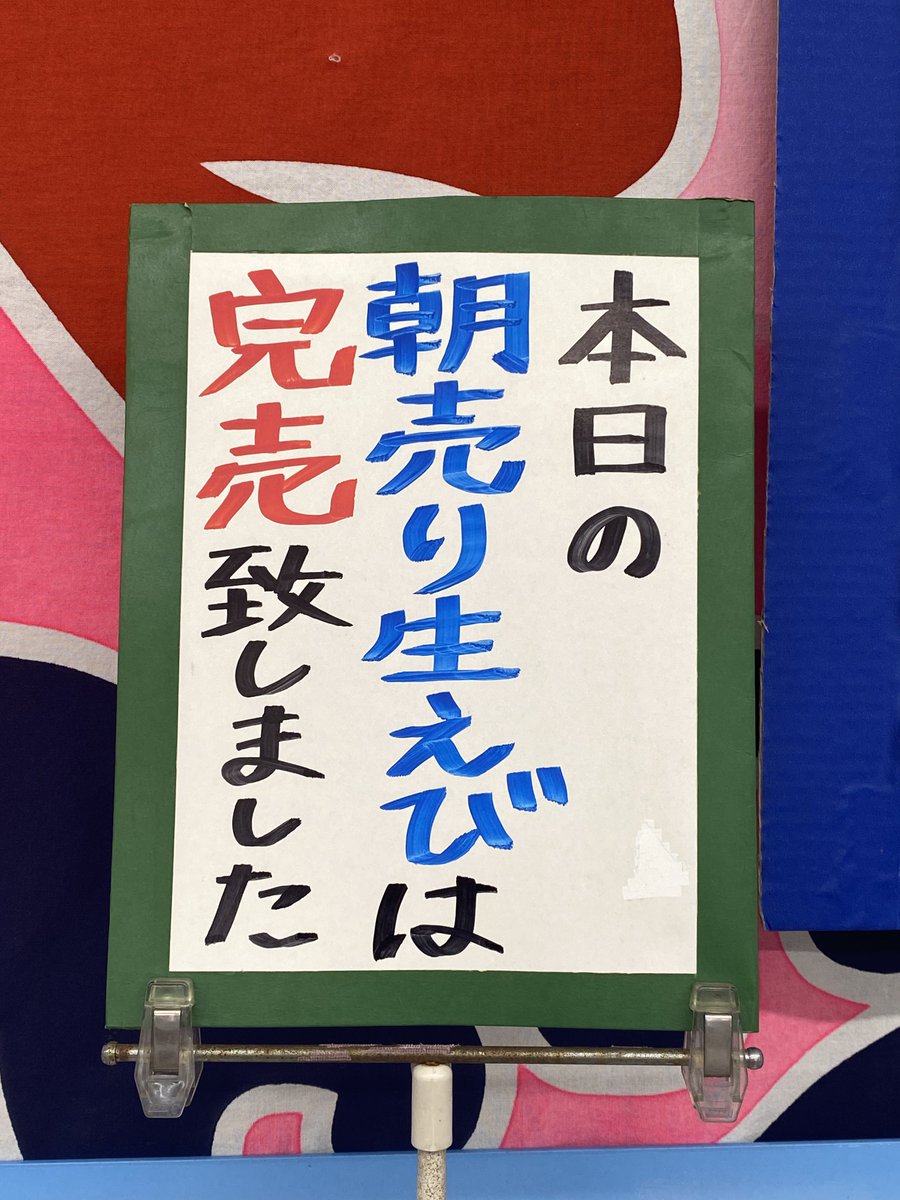 本日の
朝売り生えびは
完売致しました